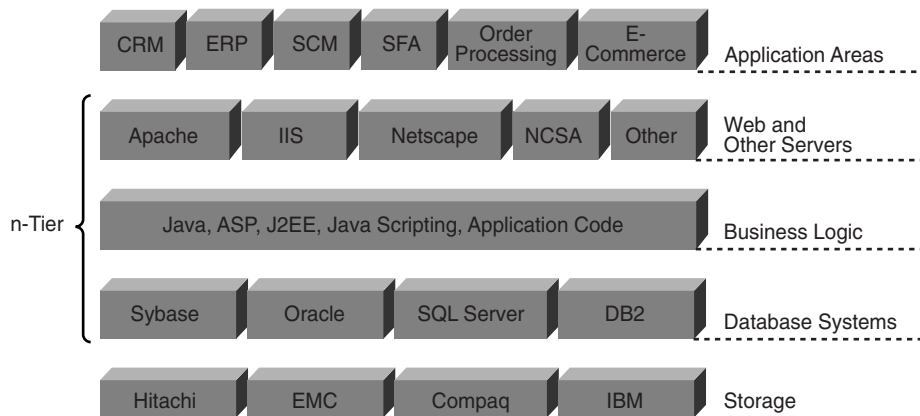 CRM
ERP
SCM
SFA
Order
Processing
E-
Commerce
Application Areas
Apache
IIS
Netscape
NCSA
Other
Web and
Other Servers
n-Tier
Java, ASP, J2EE, Java Scripting, Application Code
Business Logic
Sybase
Oracle
SQL Server
DB2
Database Systems
Hitachi
EMC
Compaq
IBM
Storage